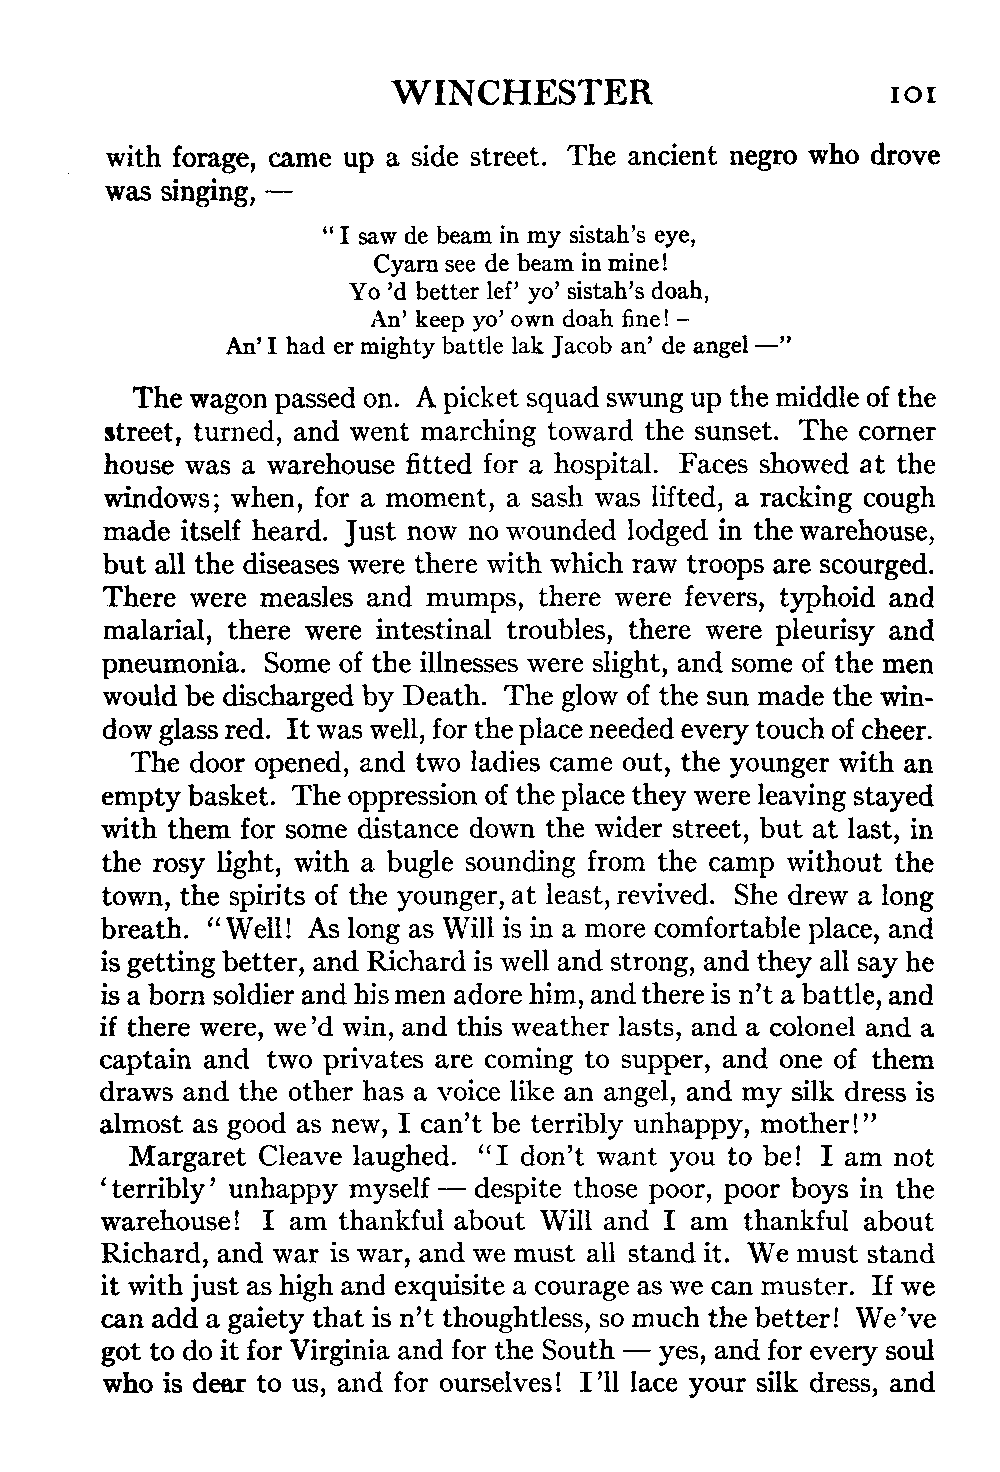 WINCHESTER 101
with forage, came up a side street. The ancient negro who drove
was singing, —
“I saw de beam in my sistah's eye,
Cyarn see de beam in mine!
Yo 'd better lef' yo' sistah's doah,
An' keep yo' own doah fine! –
An' I had er mighty battle lak Jacob an' de angel —”
The wagon passed on. A picket squad swung up the middle of the
street, turned, and went marching toward the sunset. The corner
house was a warehouse fitted for a hospital. Faces showed at the
windows; when, for a moment, a sash was lifted, a racking cough
made itself heard. Just now no wounded lodged in the warehouse,
but all the diseases were there with which raw troops are scourged.
There were measles and mumps, there were fevers, typhoid and
malarial, there were intestinal troubles, there were pleurisy and
pneumonia. Some of the illnesses were slight, and some of the men
would be discharged by Death. The glow of the sun made the win-
dow glass red. It was well, for the place needed every touch of cheer.
The door opened, and two ladies came out, the younger with an
empty basket. The oppression of the place they were leaving stayed
with them for some distance down the wider street, but at last, in
the rosy light, with a bugle sounding from the camp without the
town, the spirits of the younger, at least, revived. She drew a long
breath. “Well! As long as Will is in a more comfortable place, and
is getting better, and Richard is well and strong, and they all say he
is a born soldier and his men adore him, and there is n't a battle, and
if there were, we 'd win, and this weather lasts, and a colonel and a
captain and two privates are coming to supper, and one of them
draws and the other has a voice like an angel, and my silk dress is
almost as good as new, I can't be terribly unhappy, mother!”
Margaret Cleave laughed. “I don't want you to be! I am not
‘terribly’ unhappy myself — despite those poor, poor boys in the
warehouse! I am thankful about Will and I am thankful about
Richard, and war is war, and we must all stand it. We must stand
it with just as high and exquisite a courage as we can muster. If we
can add a gaiety that is n't thoughtless, so much the better! We 've
got to do it for Virginia and for the South — yes, and for every soul
who is dear to us, and for ourselves! I 'll lace your silk dress, and